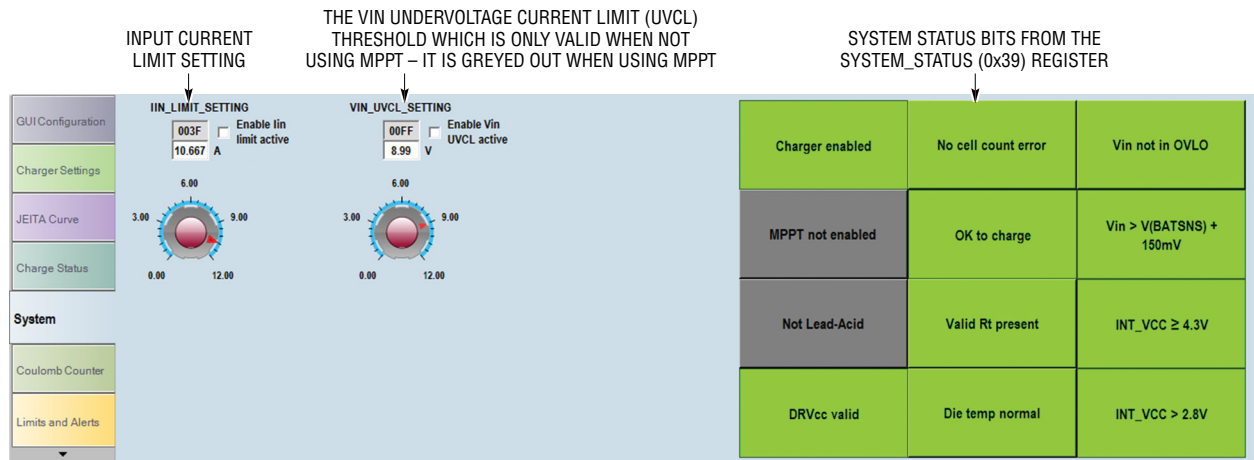 INPUT CURRENT
LIMIT SETTING
THE VIN UNDERVOLTAGE CURRENT LIMIT (UVCL)
THRESHOLD WHICH IS ONLY VALID WHEN NOT
USING MPPT – IT IS GREYED OUT WHEN USING MPPT
SYSTEM STATUS BITS FROM THE
SYSTEM_STATUS (0x39) REGISTER
GUI Configuration
Charger Settings
JEITA Curve
Charge Status
System
Coulomb Counter
Limits and Alerts
IIN_LIMIT_SETTING
003F
Enable Iin
limit active
10.667 A
6.00
3.00
9.00
0.00
12.00
VIN_UVCL_SETTING
00FF
Enable Vin
UVCL active
8.99 V
6.00
3.00
9.00
0.00
12.00
Charger enabled
No cell count error
Vin not in OVLO
MPPT not enabled
OK to charge
Vin > V(BATSNS) +
150mV
Not Lead-Acid
Valid Rt present
INT_VCC ≥ 4.3V
DRVcc valid
Die temp normal
INT_VCC > 2.8V